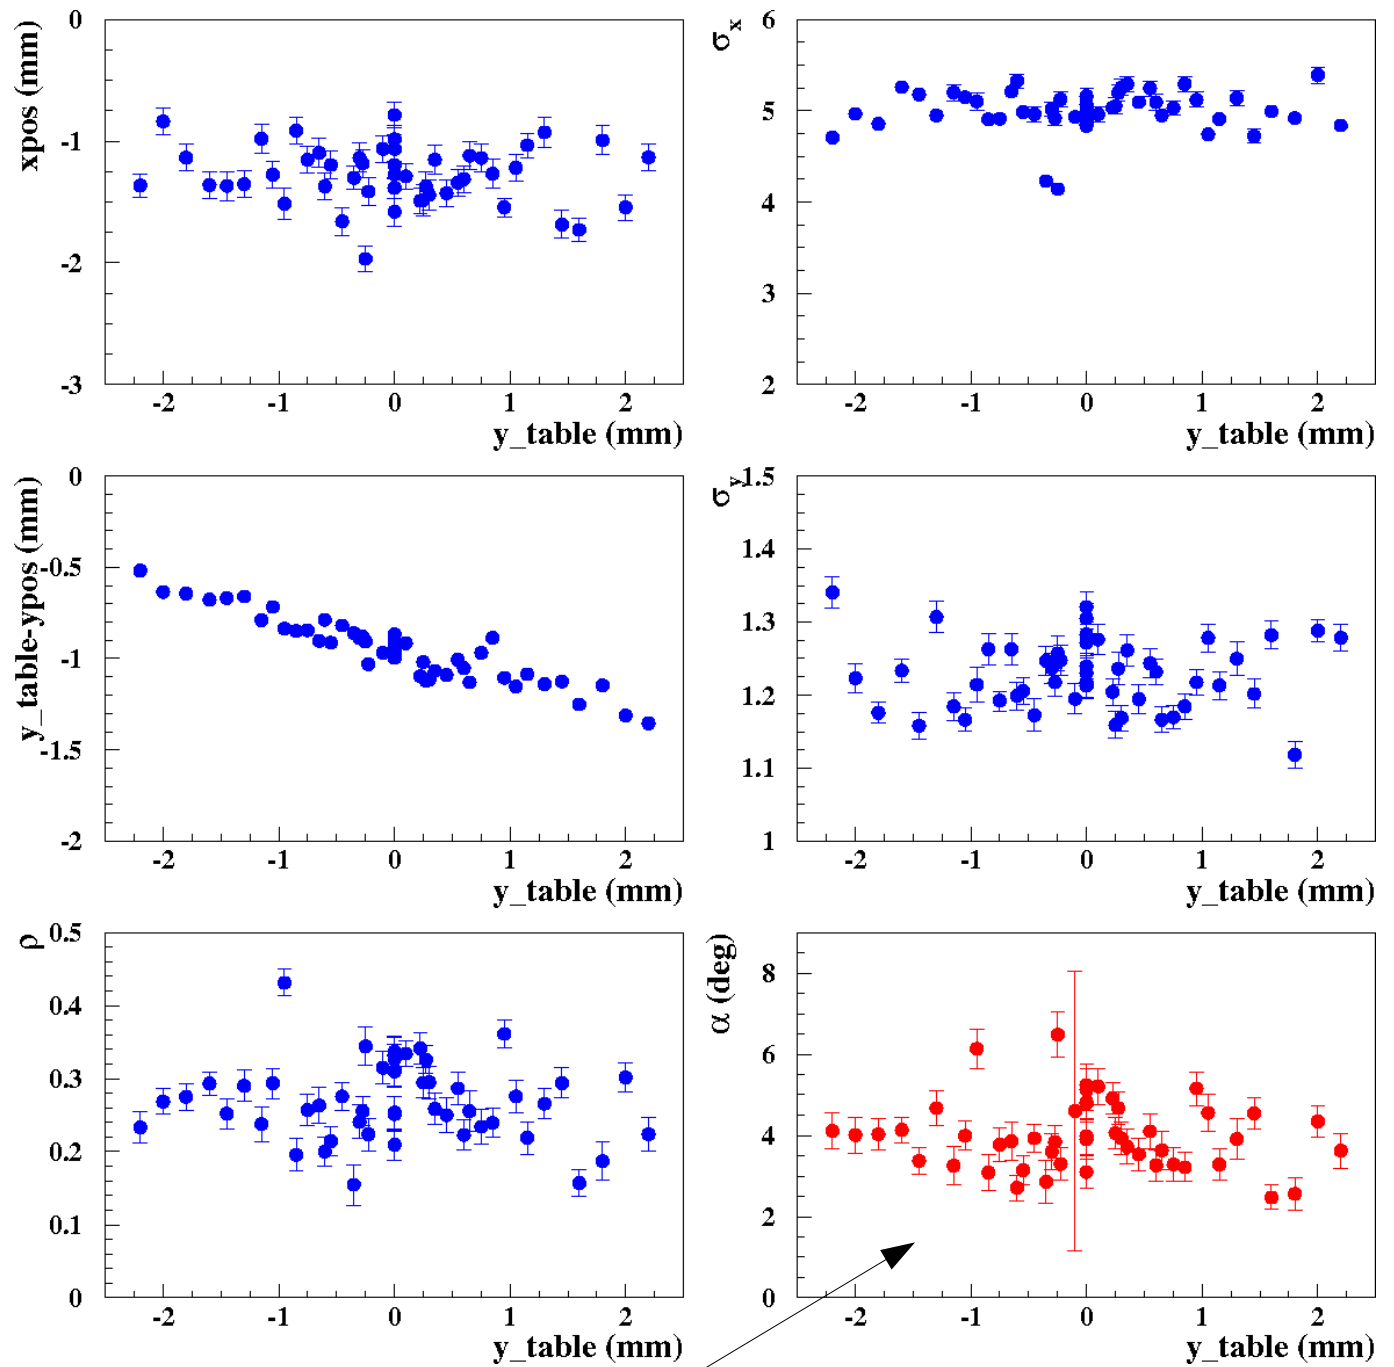 xpos (mm)
0
-1
-2
-3
-2 -1 0 1 2
y_table (mm)
σx
6
5
4
3
2
-2 -1 0 1 2
y_table (mm)
y_table-ypos (mm)
0
-0.5
-1
-1.5
-2
-2 -1 0 1 2
y_table (mm)
σy
1.5
1.4
1.3
1.2
1.1
1
-2 -1 0 1 2
y_table (mm)
ρ
0.5
0.4
0.3
0.2
0.1
0
-2 -1 0 1 2
y_table (mm)
α (deg)
8
6
4
2
0
-2 -1 0 1 2
y_table (mm)